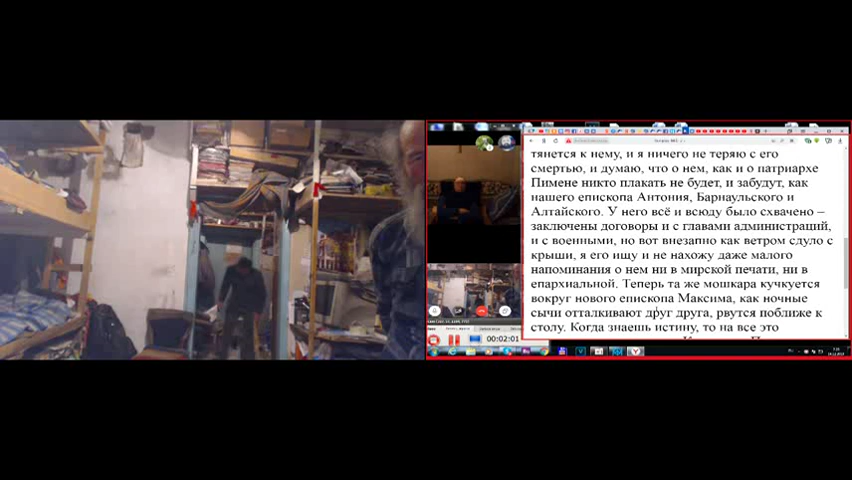 тянется к нему, и я ничего не теряю с его
смертью, и думаю, что о нем, как и о патриархе
Пимене никто плакать не будет, и забудут, как
нашего епископа Антония, Барнаульского и
Алтайского. У него всё и всюду было схвачено –
заключены договоры и с главами администраций,
и с военными, но вот внезапно как ветром сдуло с
крыши, я его ищу и не нахожу даже малого
напоминания о нем ни в мирской печати, ни в
епархиальной. Теперь та же мошкара кучкуется
вокруг нового епископа Максима, как ночные
сычи отталкивают друг друга, рвутся поближе к
столу. Когда знаешь истину, то на все это
00:02:01